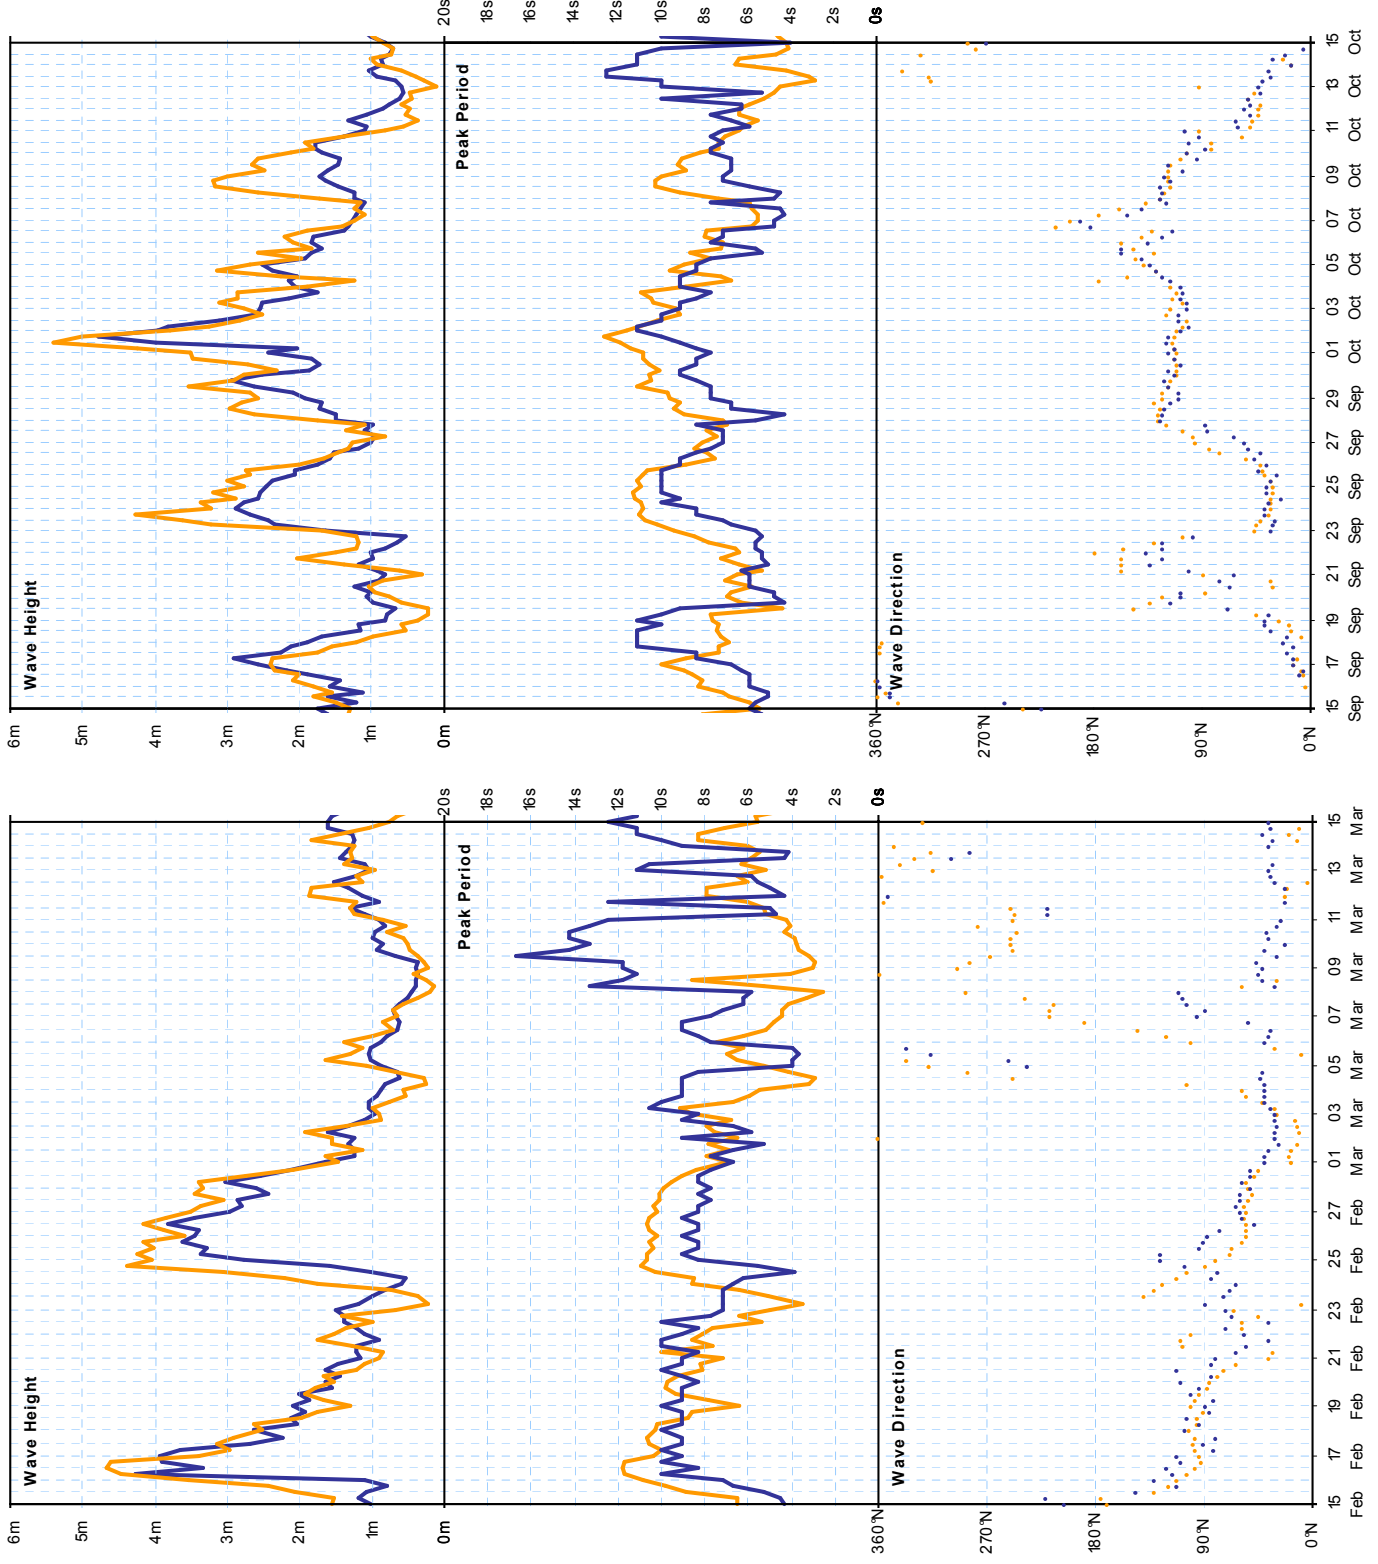 Wave Height
6m
5m
4m
3m
2m
1m
0m
Peak Period
20s
18s
16s
14s
12s
10s
8s
6s
4s
2s
0s
Wave Direction
360°N
270°N
180°N
90°N
0°N
15 17 19 21 23 25 27 01 03 05 07 09 11 13 15
Feb Feb Feb Feb Feb Feb Feb Mar Mar Mar Mar Mar Mar Mar Mar
Wave Height
6m
5m
4m
3m
2m
1m
0m
Peak Period
20s
18s
16s
14s
12s
10s
8s
6s
4s
2s
0s
Wave Direction
360°N
270°N
180°N
90°N
0°N
15 17 19 21 23 25 27 29 01 03 05 07 09 11 13 15
Sep Sep Sep Sep Sep Sep Sep Sep Oct Oct Oct Oct Oct Oct Oct Oct